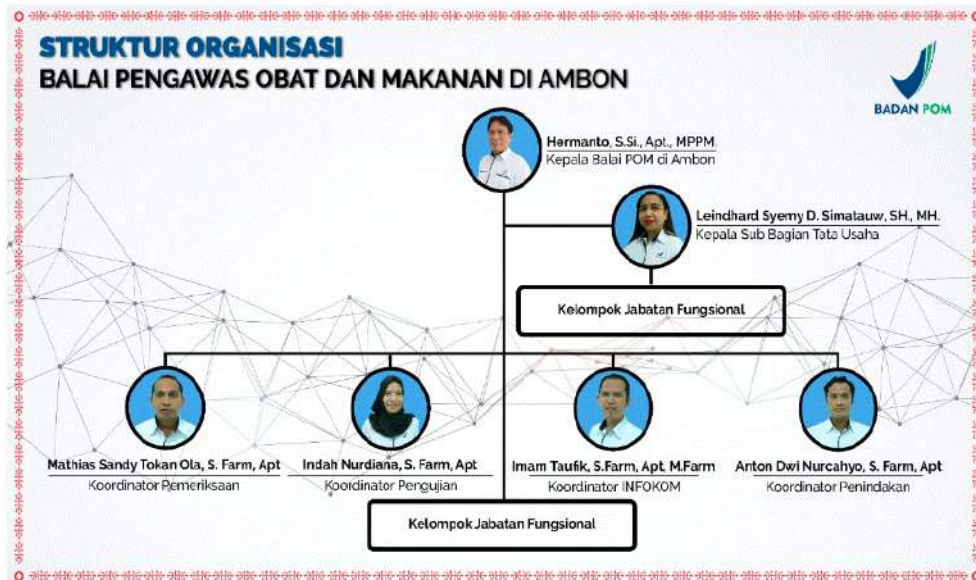 STRUKTUR ORGANISASI
BALAI PENGAWAS OBAT DAN MAKANAN DI AMBON
BADAN POM
Hermanto, S.Si., Apt., MPPM.
Kepala Balai POM di Ambon
Leindhard Syemy D. Simatauw, SH., MH.
Kepala Sub Bagian Tata Usaha
Kelompok Jabatan Fungsional
Mathias Sandy Tokan Ola, S. Farm, Apt
Koordinator Pemeriksaan
Indah Nurdiana, S. Farm, Apt
Koordinator Pengujian
Imam Taufik, S.Farm, Apt, M.Farm
Koordinator INFOKOM
Anton Dwi Nurcahyo, S. Farm, Apt
Koordinator Penindakan
Kelompok Jabatan Fungsional